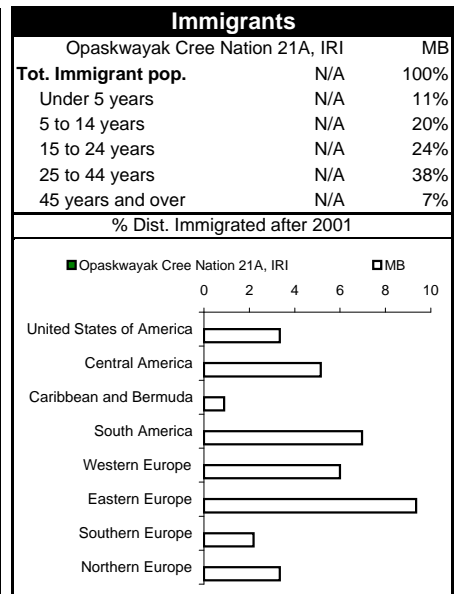 Immigrants
Opaskwayak Cree Nation 21A, IRI MB
Tot. Immigrant pop. N/A 100%
Under 5 years N/A 11%
5 to 14 years N/A 20%
15 to 24 years N/A 24%
25 to 44 years N/A 38%
45 years and over N/A 7%
% Dist. Immigrated after 2001
Opaskwayak Cree Nation 21A, IRI MB
0 2 4 6 8 10
United States of America
Central America
Caribbean and Bermuda
South America
Western Europe
Eastern Europe
Southern Europe
Northern Europe